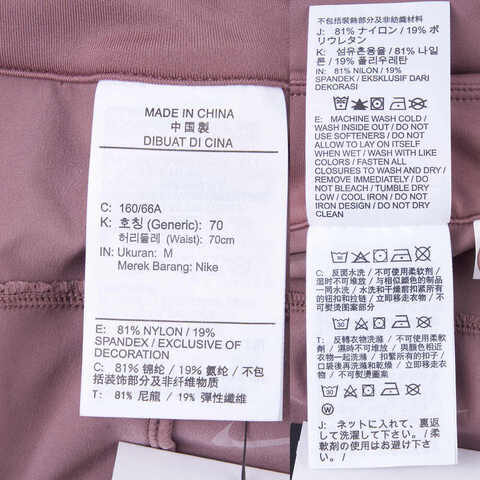 MADE IN CHINA
中国製
DIBUAT DI CINA
C: 160/66A
K: 호칭 (Generic): 70
허리둘레 (Waist): 70cm
IN: Ukuran: M
Merek Barang: Nike
E: 81% NYLON / 19%
SPANDEX / EXCLUSIVE OF
DECORATION
C: 81% 锦纶 / 19% 氨纶 / 不包
括装饰部分及非纤维物质
T: 81% 尼龍 / 19% 彈性纖維
不包括裝飾部分及非紡織材料
J: 81% ナイロン / 19% ポ
リウレタン
K: 섬유혼용율 / 81% 나일
론 / 19% 폴리우레탄
IN: 81% NILON / 19%
SPANDEK / EKSKLUSIF DARI
DEKORASI
E: MACHINE WASH COLD /
WASH INSIDE OUT / DO NOT
USE SOFTENERS / DO NOT
ALLOW TO LAY ON ITSELF
WHEN WET / WASH WITH LIKE
COLORS / FASTEN ALL
CLOSURES TO WASH AND DRY /
REMOVE IMMEDIATELY / DO
NOT BLEACH / TUMBLE DRY
LOW / COOL IRON / DO NOT
IRON DESIGN / DO NOT DRY
CLEAN
C: 反面水洗 / 不可使用柔软剂 /
湿时不可堆放 / 与相似颜色衣物
一同水洗 / 水洗和干燥前扣紧所有
的钮扣和拉链 / 立即移走衣物 / 不
可熨烫图案部分
T: 反轉衣物洗滌 / 不可使用柔軟
劑 / 濕時不可堆放 / 與顏色相近
衣物一起洗滌 / 扣緊所有的扣子 /
口袋後再洗滌和乾燥 / 立即移走
衣物 / 不可熨燙圖案
J: ネットに入れて、裏返
して洗濯して下さい / 柔
軟剤の使用はお避け下
さい。/